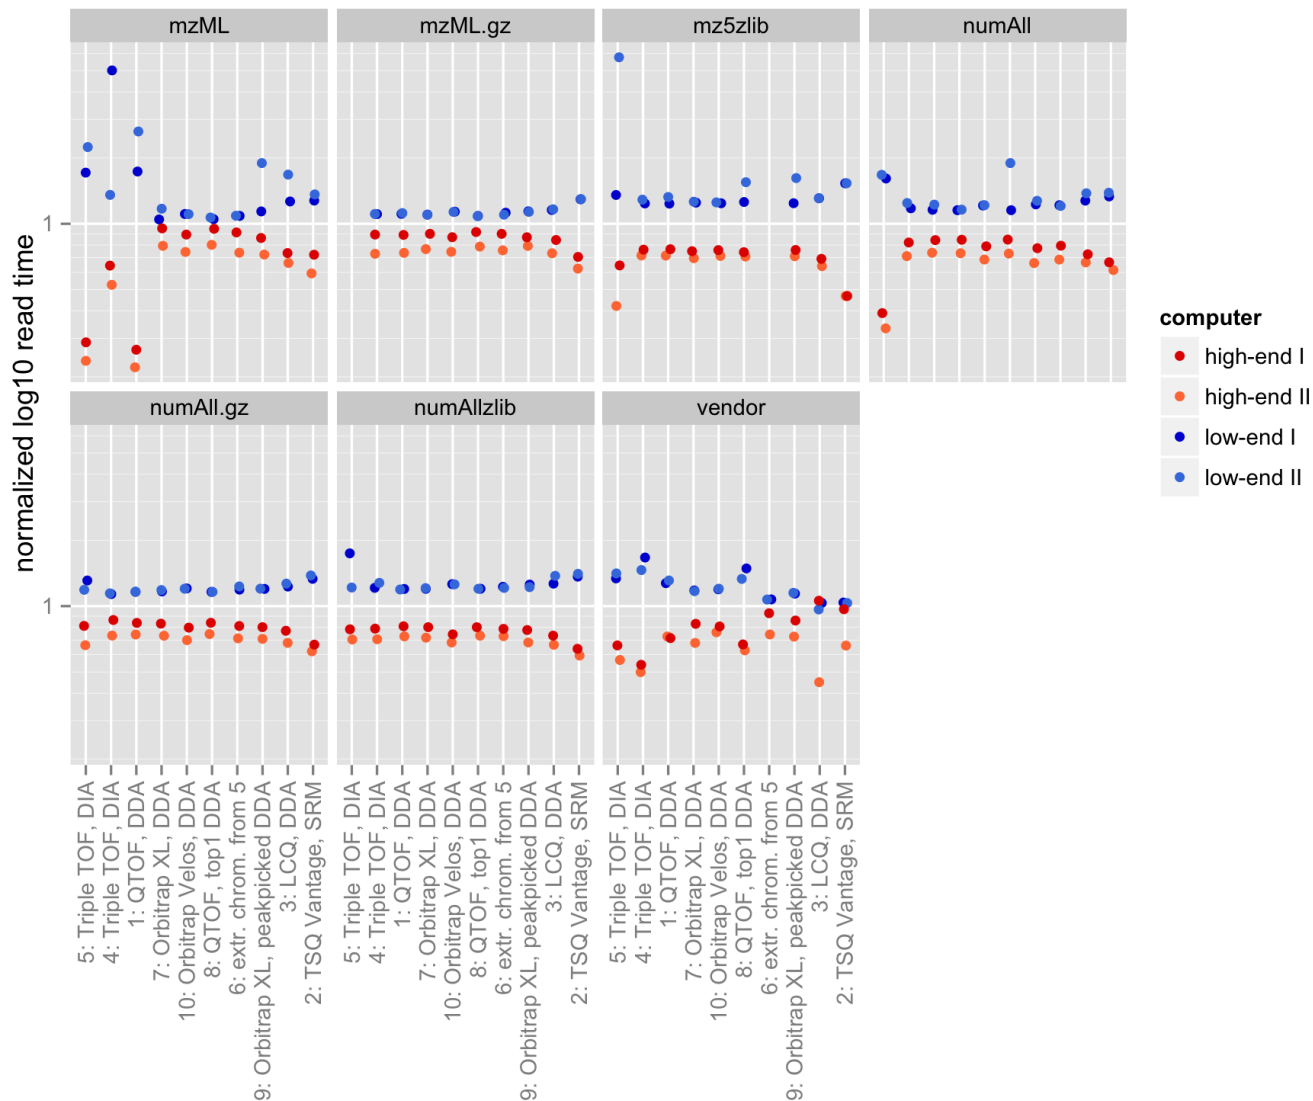 mzML
mzML.gz
mz5zlib
numAll
1
normalized log10 read time
numAll.gz
numAllzlib
vendor
1
5: Triple TOF, DIA
4: Triple TOF, DIA
1: QTOF, DDA
7: Orbitrap XL, DDA
10: Orbitrap Velos, DDA
8: QTOF, top1 DDA
6: extr. chrom. from 5
9: Orbitrap XL, peakpicked DDA
3: LCQ, DDA
2: TSQ Vantage, SRM
5: Triple TOF, DIA
4: Triple TOF, DIA
1: QTOF, DDA
7: Orbitrap XL, DDA
10: Orbitrap Velos, DDA
8: QTOF, top1 DDA
6: extr. chrom. from 5
9: Orbitrap XL, peakpicked DDA
3: LCQ, DDA
2: TSQ Vantage, SRM
5: Triple TOF, DIA
4: Triple TOF, DIA
1: QTOF, DDA
7: Orbitrap XL, DDA
10: Orbitrap Velos, DDA
8: QTOF, top1 DDA
6: extr. chrom. from 5
9: Orbitrap XL, peakpicked DDA
3: LCQ, DDA
2: TSQ Vantage, SRM
computer
high-end I
high-end II
low-end I
low-end II